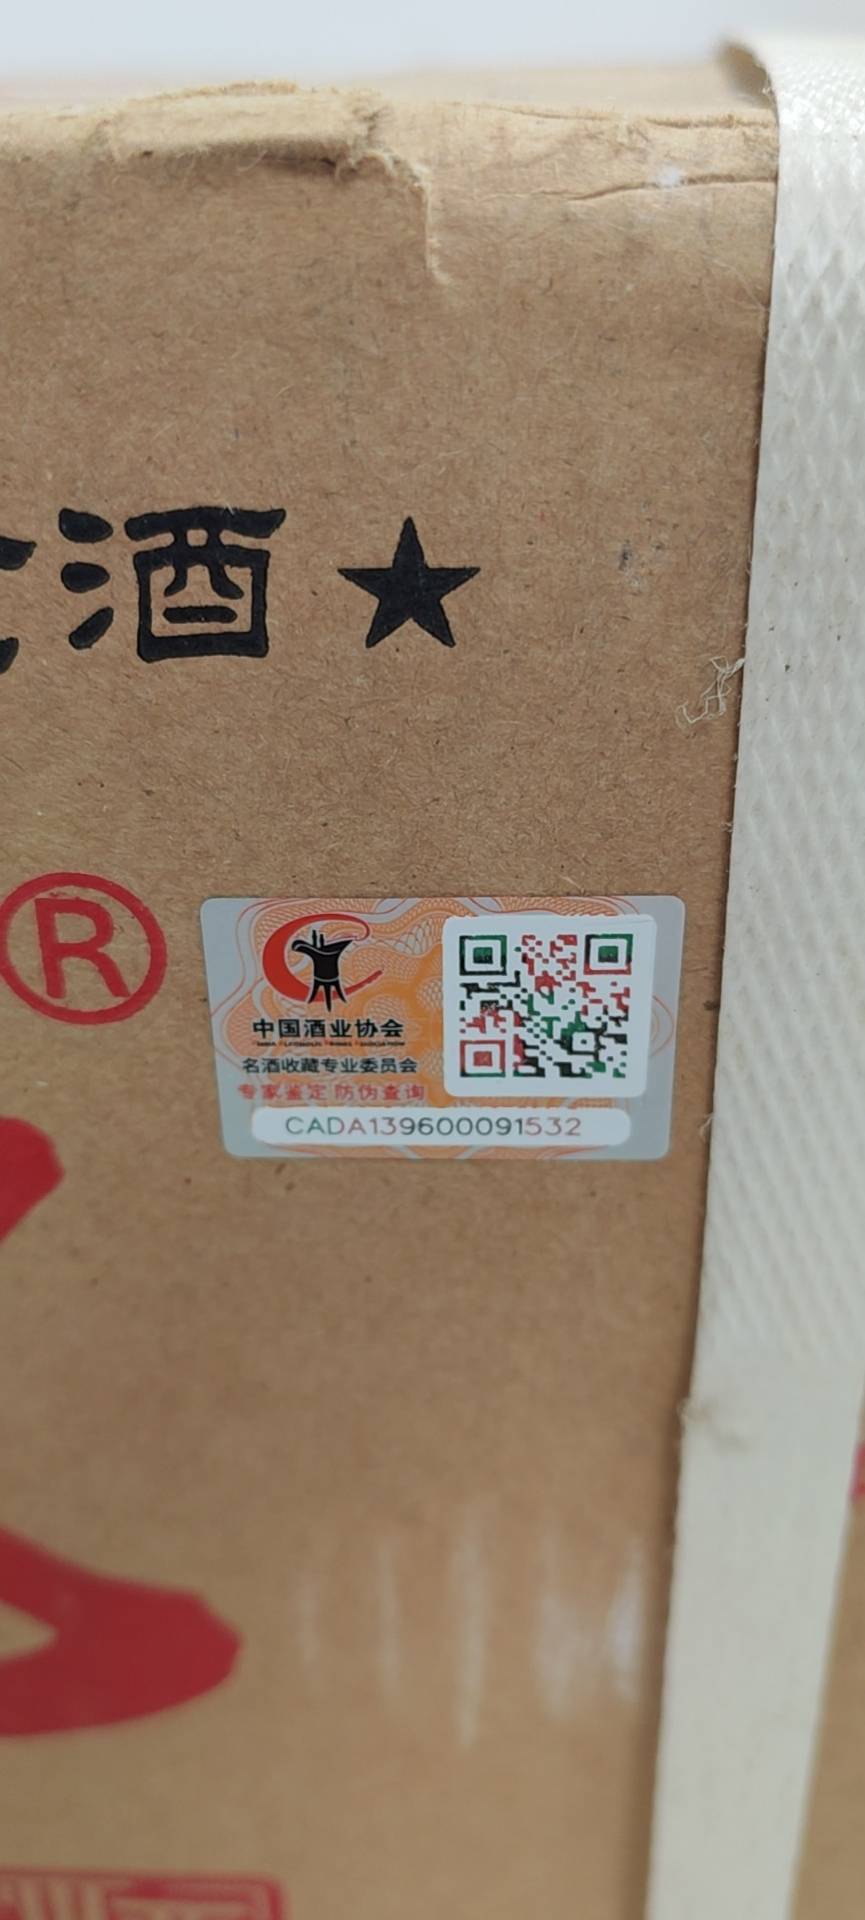 酒★
®
中国酒业协会
名酒收藏专业委员会
专家鉴定 防伪查询
CADA139600091532